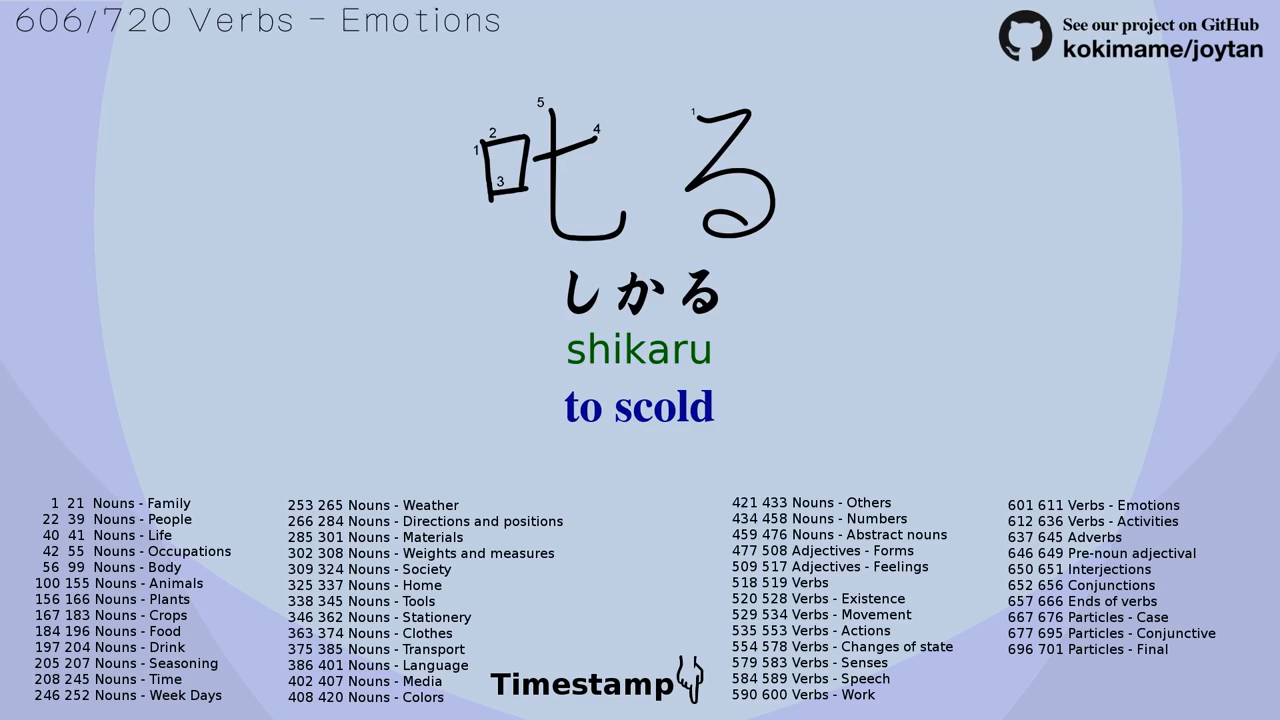 606/720 Verbs - Emotions
See our project on GitHub
kokimame/joytan
1 2 3 4 5 1
叱る
しかる
shikaru
to scold
1 21 Nouns - Family
22 39 Nouns - People
40 41 Nouns - Life
42 55 Nouns - Occupations
56 99 Nouns - Body
100 155 Nouns - Animals
156 166 Nouns - Plants
167 183 Nouns - Crops
184 196 Nouns - Food
197 204 Nouns - Drink
205 207 Nouns - Seasoning
208 245 Nouns - Time
246 252 Nouns - Week Days
253 265 Nouns - Weather
266 284 Nouns - Directions and positions
285 301 Nouns - Materials
302 308 Nouns - Weights and measures
309 324 Nouns - Society
325 337 Nouns - Home
338 345 Nouns - Tools
346 362 Nouns - Stationery
363 374 Nouns - Clothes
375 385 Nouns - Transport
386 401 Nouns - Language
402 407 Nouns - Media
408 420 Nouns - Colors
Timestamp
421 433 Nouns - Others
434 458 Nouns - Numbers
459 476 Nouns - Abstract nouns
477 508 Adjectives - Forms
509 517 Adjectives - Feelings
518 519 Verbs
520 528 Verbs - Existence
529 534 Verbs - Movement
535 553 Verbs - Actions
554 578 Verbs - Changes of state
579 583 Verbs - Senses
584 589 Verbs - Speech
590 600 Verbs - Work
601 611 Verbs - Emotions
612 636 Verbs - Activities
637 645 Adverbs
646 649 Pre-noun adjectival
650 651 Interjections
652 656 Conjunctions
657 666 Ends of verbs
667 676 Particles - Case
677 695 Particles - Conjunctive
696 701 Particles - Final